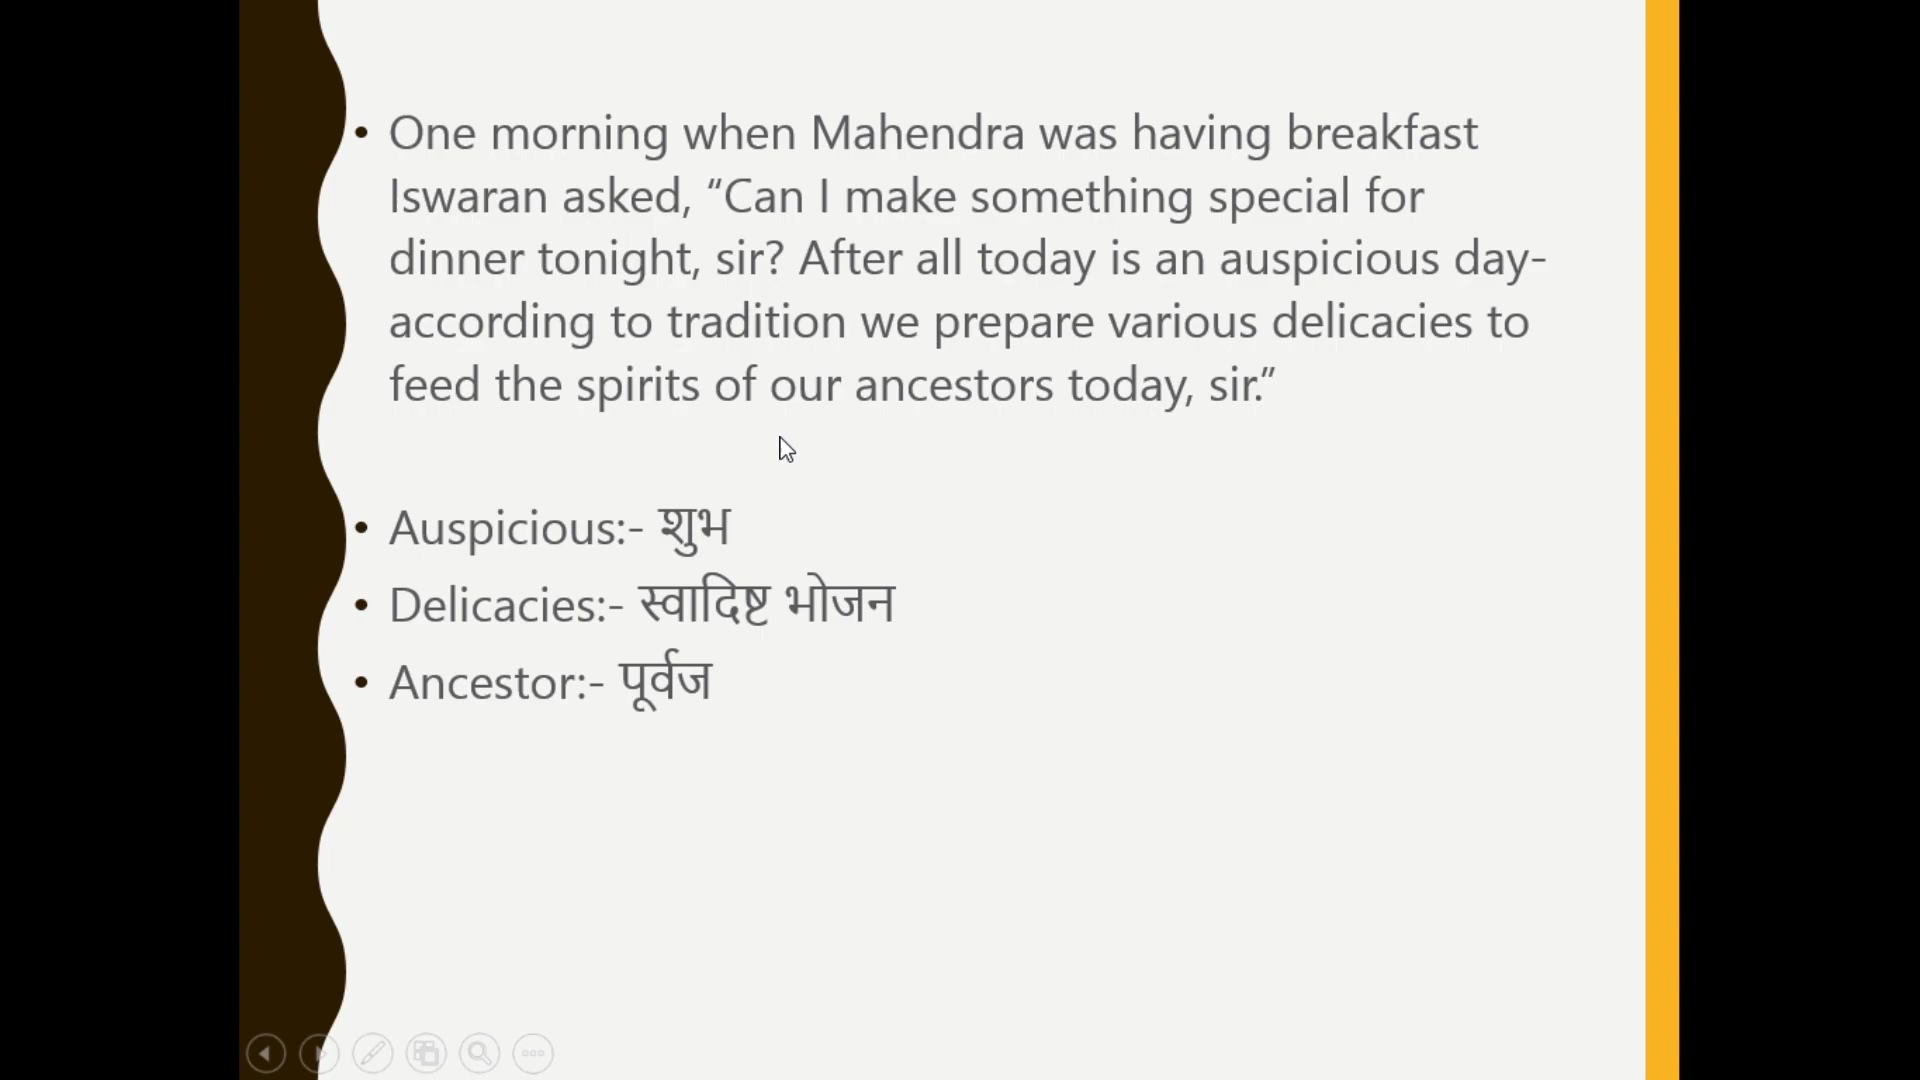 • One morning when Mahendra was having breakfast
Iswaran asked, “Can I make something special for
dinner tonight, sir? After all today is an auspicious day-
according to tradition we prepare various delicacies to
feed the spirits of our ancestors today, sir.”
• Auspicious:- शुभ
• Delicacies:- स्वादिष्ट भोजन
• Ancestor:- पूर्वज